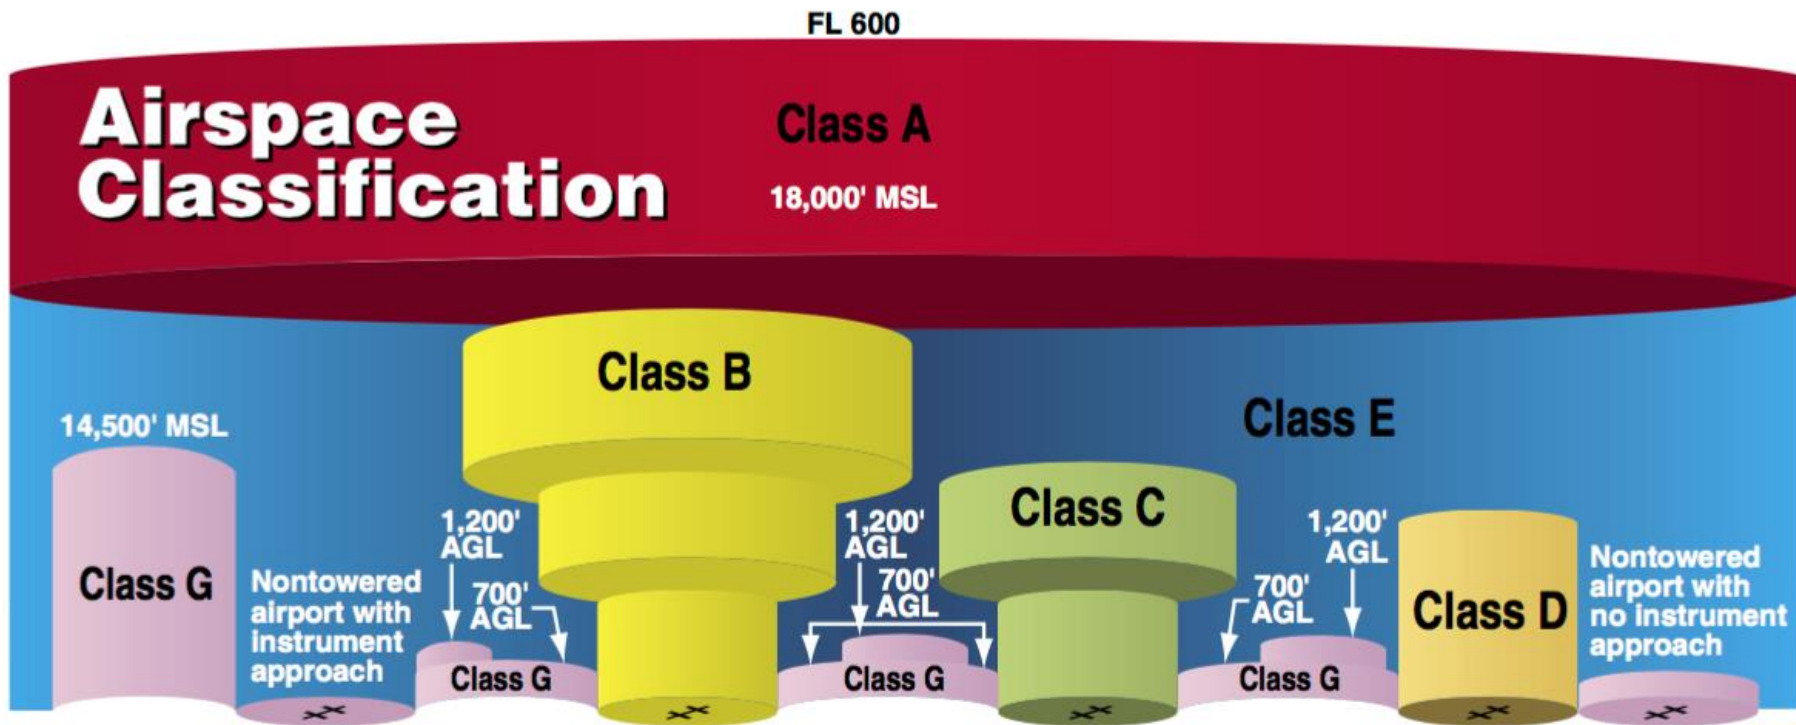 FL 600
Airspace
Classification
Class A
18,000' MSL
Class B
Class E
14,500' MSL
Class C
1,200'
AGL
1,200'
AGL
1,200'
AGL
Class G
Nontowered
airport with
instrument
approach
700'
AGL
700'
AGL
700'
AGL
Class D
Nontowered
airport with
no instrument
approach
Class G
Class G
Class G